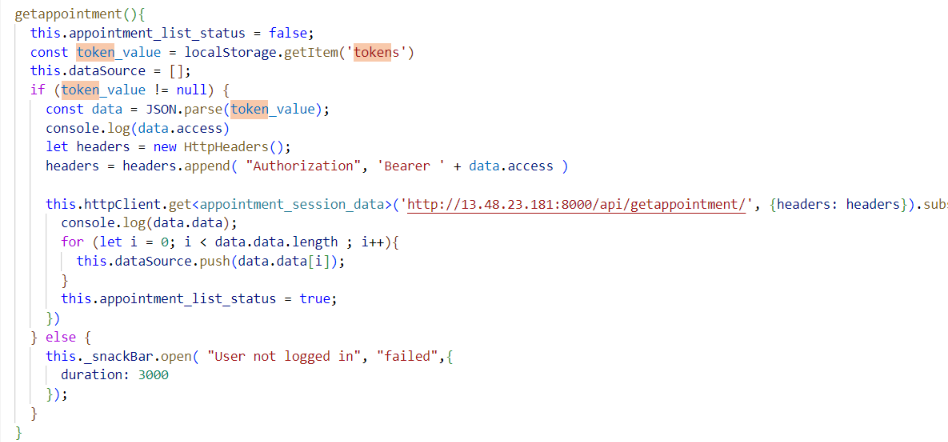 getappointment(){
this.appointment_list_status = false;
const token_value = localStorage.getItem('tokens')
this.dataSource = [];
if (token_value != null) {
const data = JSON.parse(token_value);
console.log(data.access)
let headers = new HttpHeaders();
headers = headers.append( "Authorization", 'Bearer ' + data.access )
this.httpClient.get<appointment_session_data>('http://13.48.23.181:8000/api/getappointment/', {headers: headers}).subs
console.log(data.data);
for (let i = 0; i < data.data.length ; i++){
this.dataSource.push(data.data[i]);
}
this.appointment_list_status = true;
})
} else {
this._snackBar.open( "User not logged in", "failed",{
duration: 3000
});
}
}